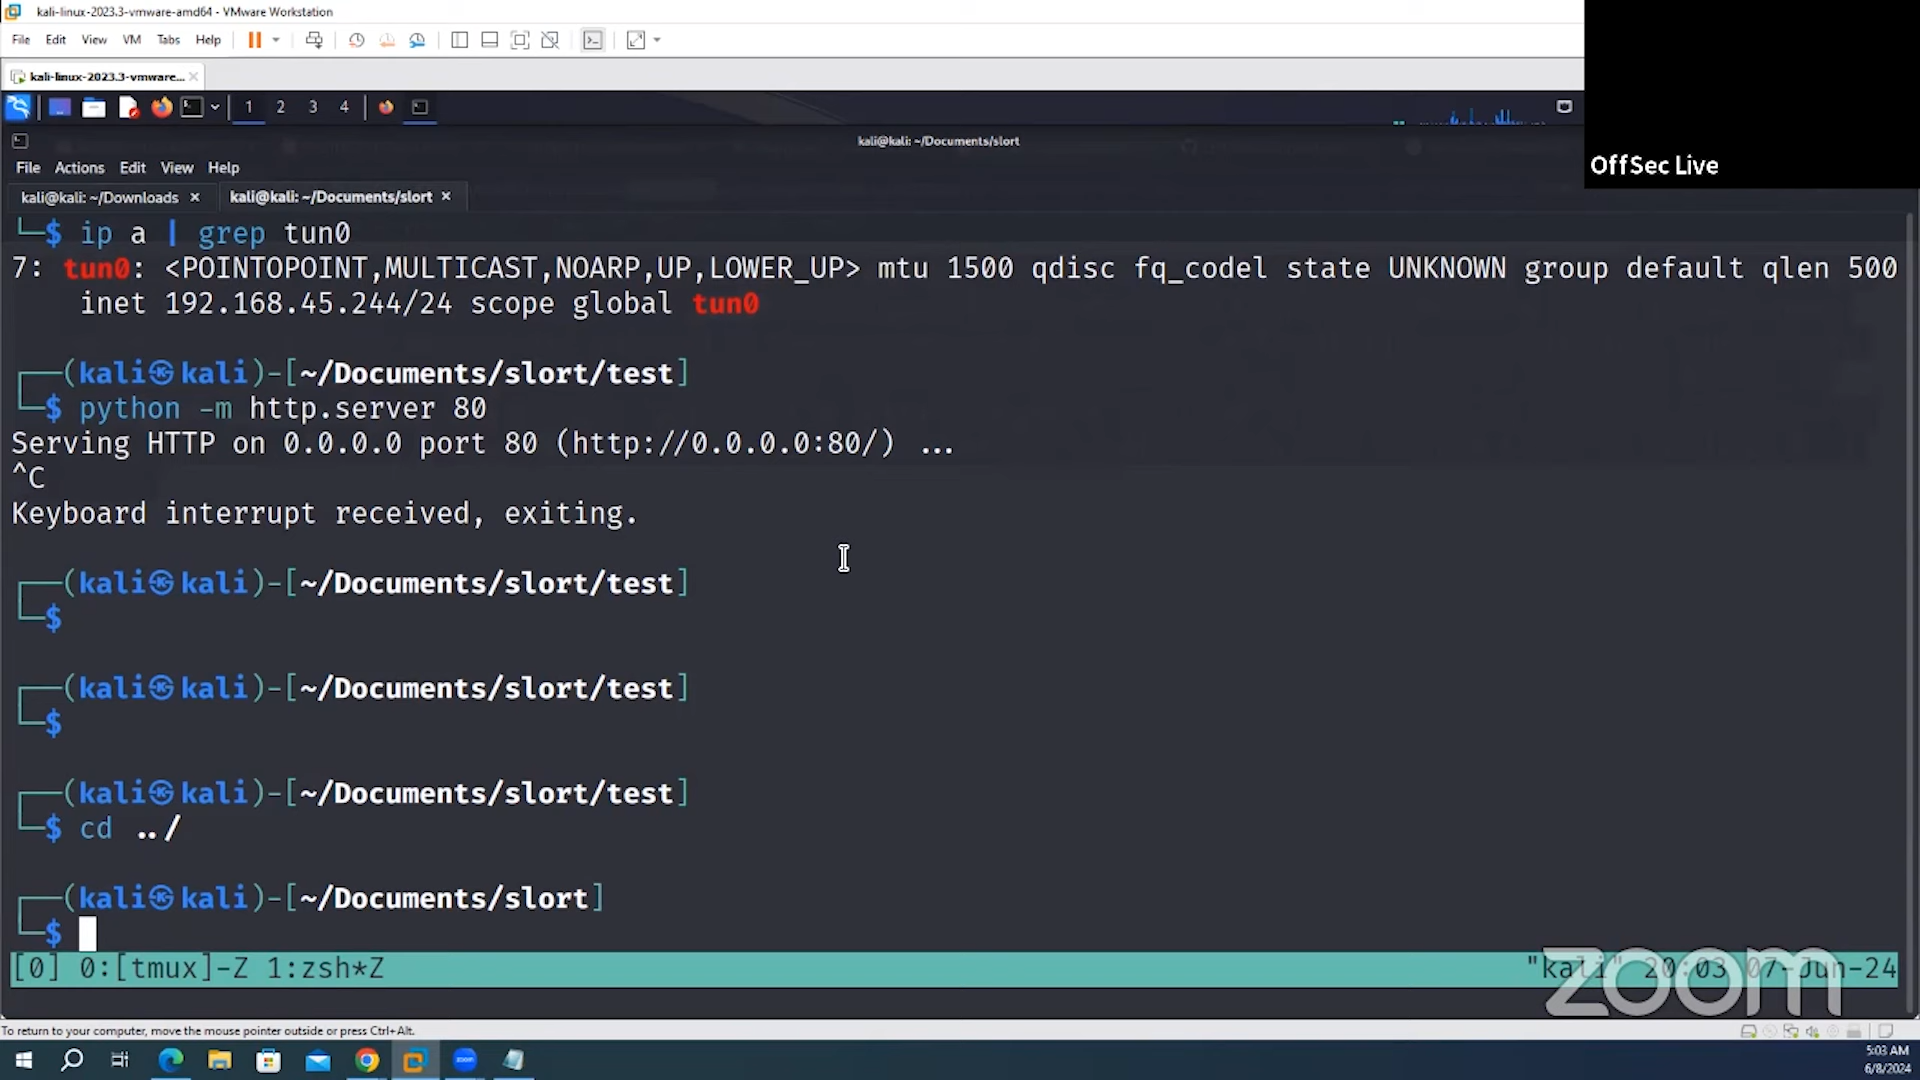 kali-linux-2023.3-vmware-amd64 - VMware Workstation
File Edit View VM Tabs Help
kali-linux-2023.3-vmware...
1 2 3 4
kali@kali: ~/Documents/slort
OffSec Live
File Actions Edit View Help
kali@kali: ~/Downloads × kali@kali: ~/Documents/slort ×
└─$ ip a | grep tun0
7: tun0: <POINTOPOINT,MULTICAST,NOARP,UP,LOWER_UP> mtu 1500 qdisc fq_codel state UNKNOWN group default qlen 500
inet 192.168.45.244/24 scope global tun0
┌──(kali㉿kali)-[~/Documents/slort/test]
└─$ python -m http.server 80
Serving HTTP on 0.0.0.0 port 80 (http://0.0.0.0:80/) ...
^C
Keyboard interrupt received, exiting.
┌──(kali㉿kali)-[~/Documents/slort/test]
└─$
┌──(kali㉿kali)-[~/Documents/slort/test]
└─$
┌──(kali㉿kali)-[~/Documents/slort/test]
└─$ cd ../
┌──(kali㉿kali)-[~/Documents/slort]
└─$
[0] 0:[tmux]-Z 1:zsh*Z "kali" 20:03 07-Jun-24
zoom
To return to your computer, move the mouse pointer outside or press Ctrl+Alt.
zoom
5:03 AM
6/8/2024